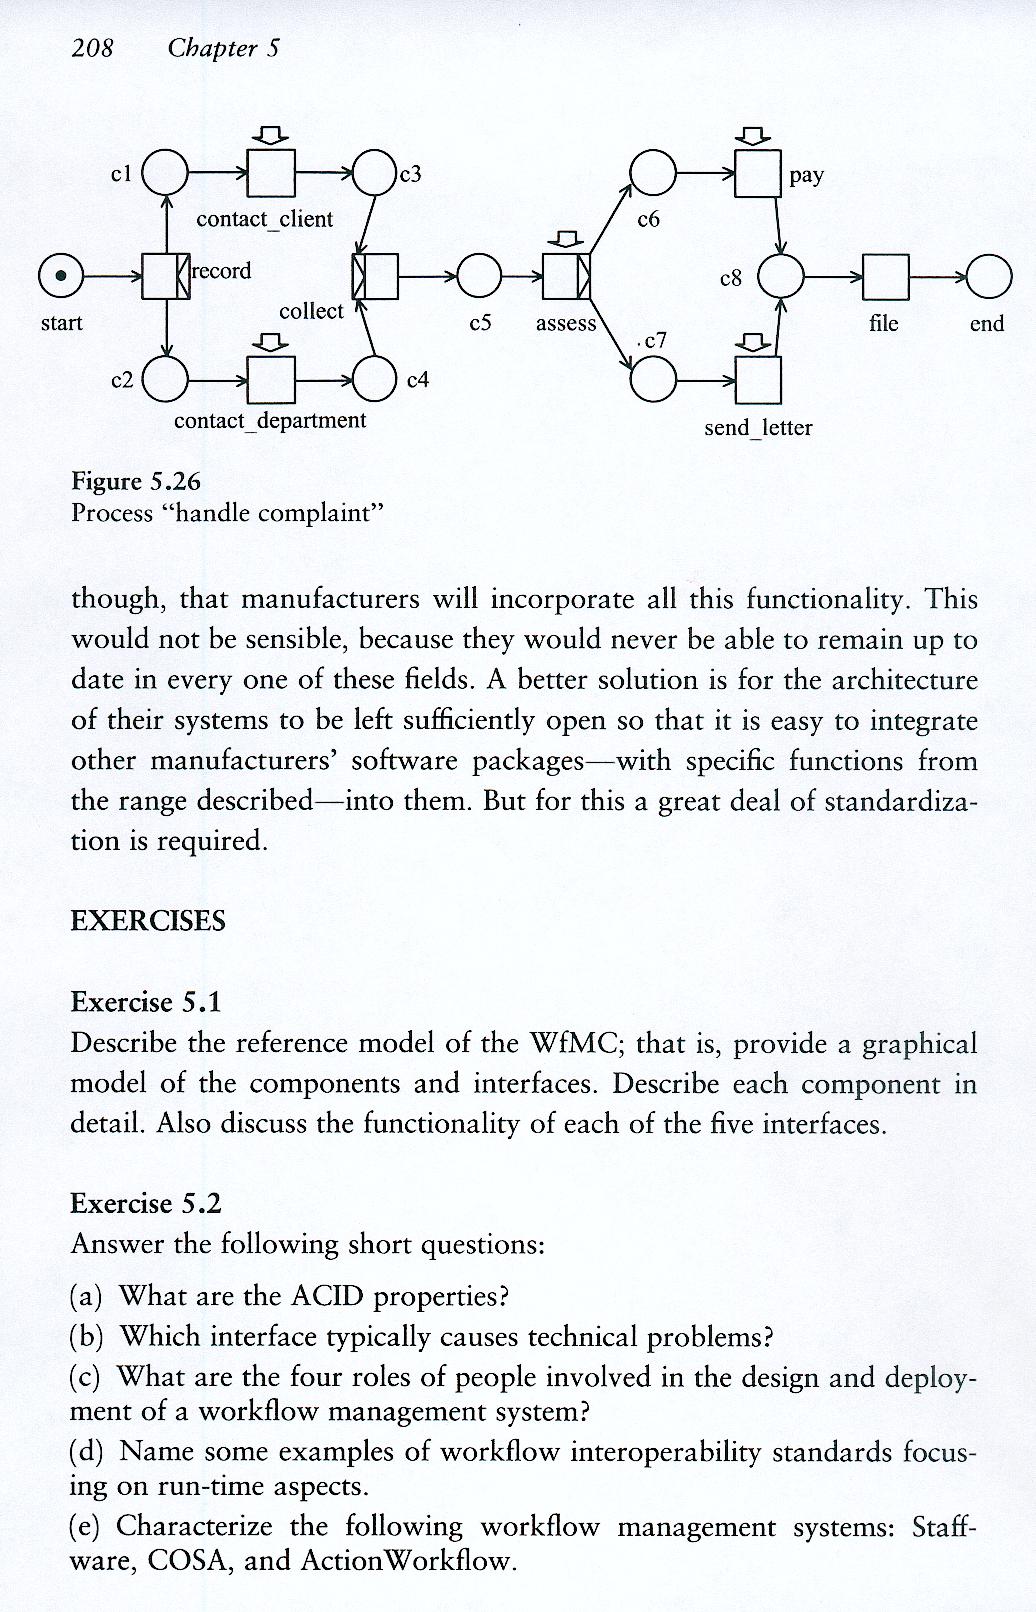 208 Chapter 5
c1
contact_client
c3
record
start
collect
c2
contact_department
c4
c5
assess
c6
c7
pay
c8
send_letter
file
end
Figure 5.26
Process “handle complaint”
though, that manufacturers will incorporate all this functionality. This
would not be sensible, because they would never be able to remain up to
date in every one of these fields. A better solution is for the architecture
of their systems to be left sufficiently open so that it is easy to integrate
other manufacturers’ software packages—with specific functions from
the range described—into them. But for this a great deal of standardiza-
tion is required.
EXERCISES
Exercise 5.1
Describe the reference model of the WfMC; that is, provide a graphical
model of the components and interfaces. Describe each component in
detail. Also discuss the functionality of each of the five interfaces.
Exercise 5.2
Answer the following short questions:
(a) What are the ACID properties?
(b) Which interface typically causes technical problems?
(c) What are the four roles of people involved in the design and deploy-
ment of a workflow management system?
(d) Name some examples of workflow interoperability standards focus-
ing on run-time aspects.
(e) Characterize the following workflow management systems: Staff-
ware, COSA, and ActionWorkflow.